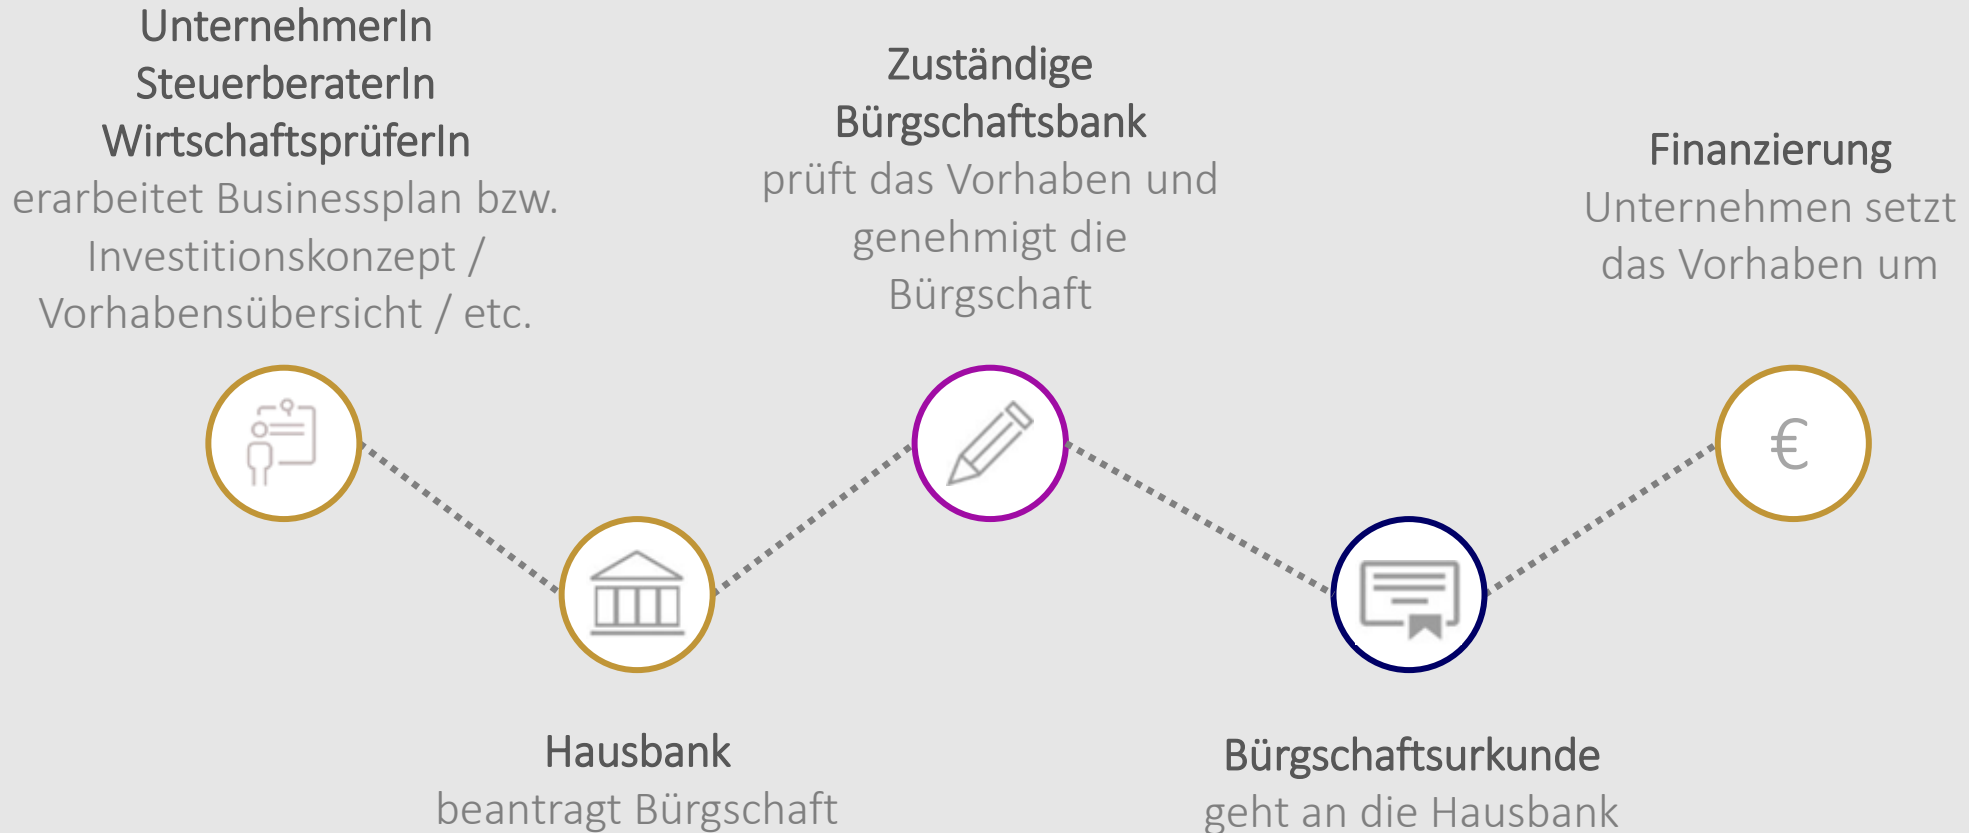 UnternehmerIn
SteuerberaterIn
WirtschaftsprüferIn
erarbeitet Businessplan bzw.
Investitionskonzept /
Vorhabensübersicht / etc.
Hausbank
beantragt Bürgschaft
Zuständige
Bürgschaftsbank
prüft das Vorhaben und
genehmigt die
Bürgschaft
Bürgschaftsurkunde
geht an die Hausbank
Finanzierung
Unternehmen setzt
das Vorhaben um
€